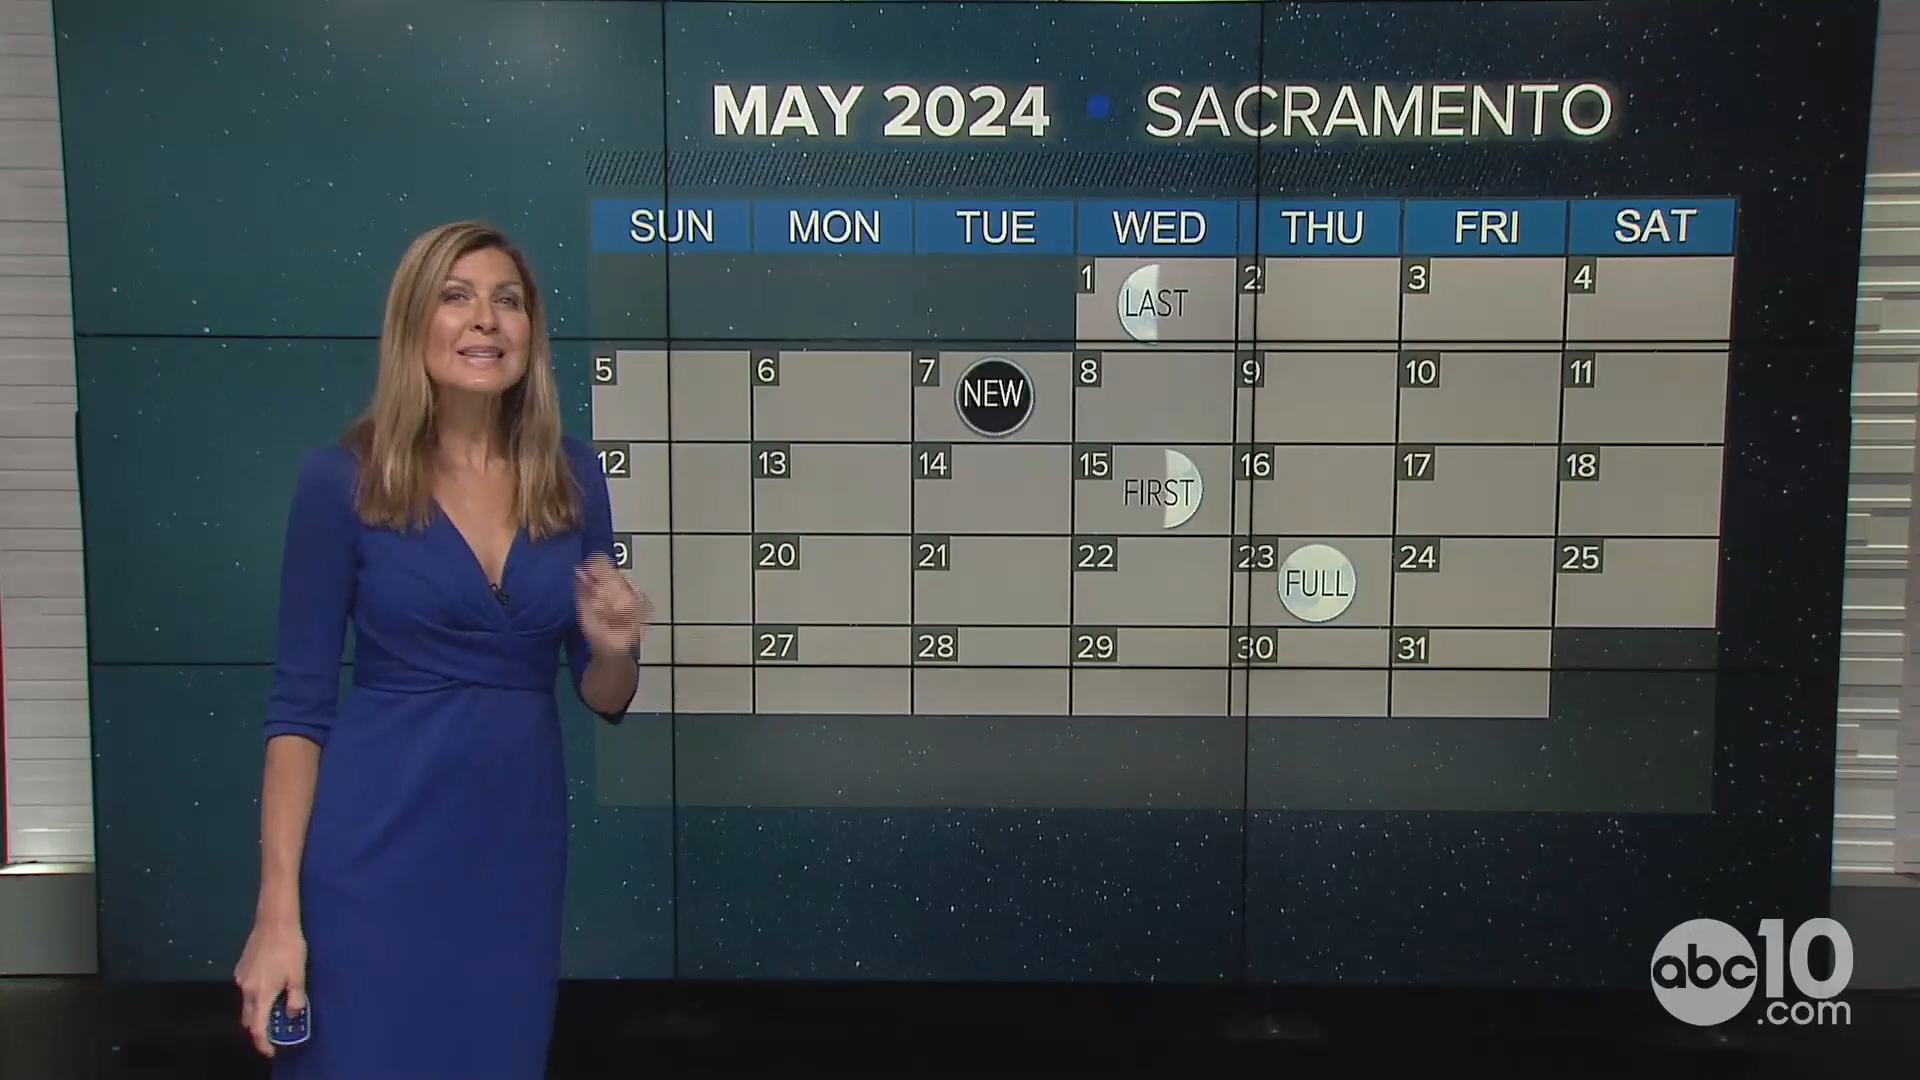 MAY 2024 • SACRAMENTO
SUN MON TUE WED THU FRI SAT
1 LAST 2 3 4
5 6 7 NEW 8 9 10 11
12 13 14 15 FIRST 16 17 18
9 20 21 22 23 FULL 24 25
27 28 29 30 31
abc10
.com